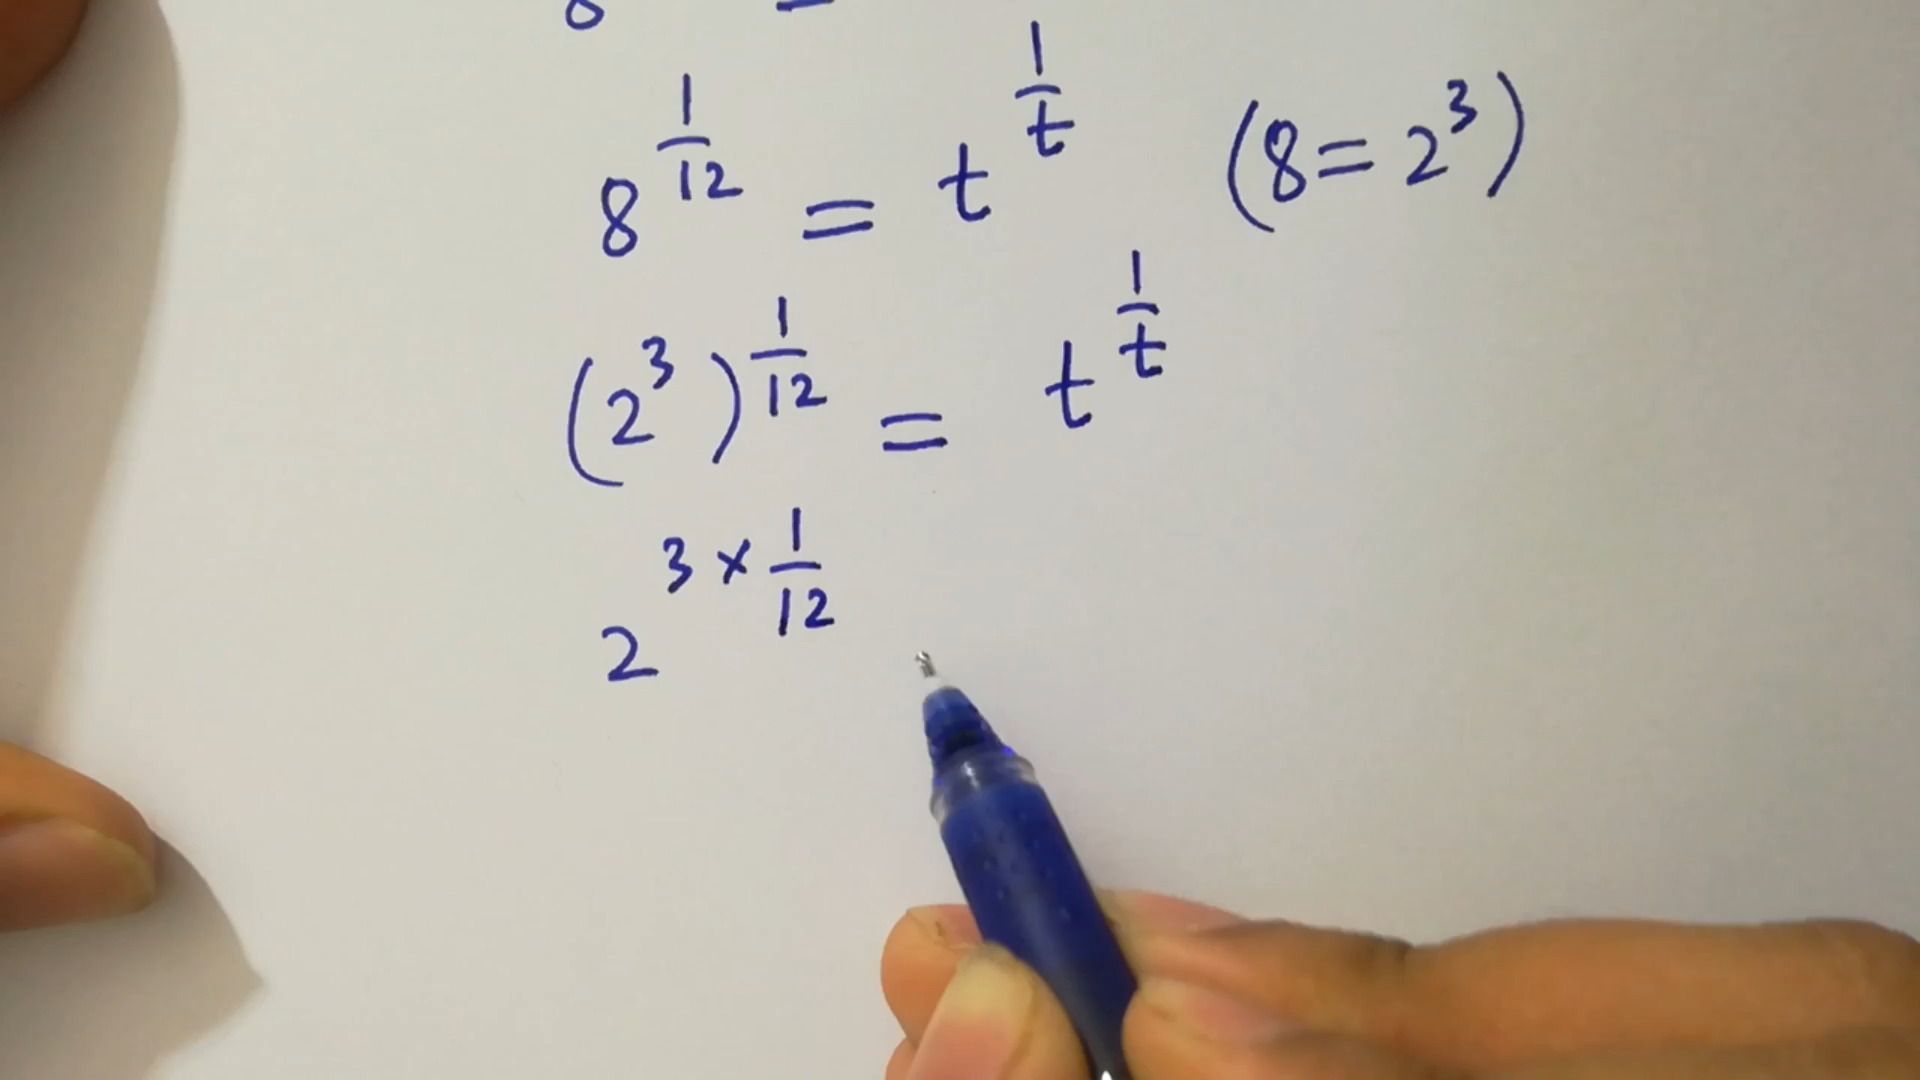 8^(1/12) = t^(1/t) (8=2^3)
(2^3)^(1/12) = t^(1/t)
2^(3×1/12)